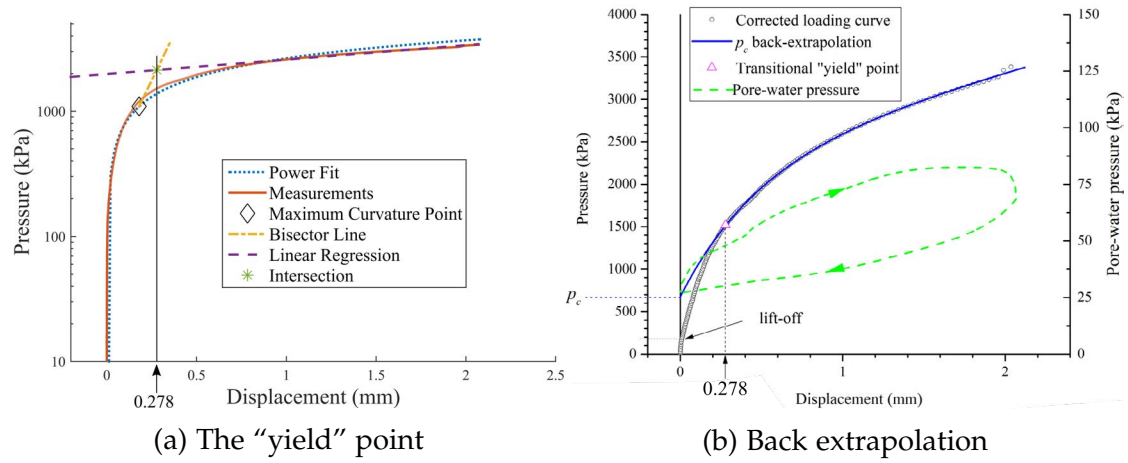 Pressure (kPa)
1000
100
10
Power Fit
Measurements
Maximum Curvature Point
Bisector Line
Linear Regression
Intersection
0 0.5 1 1.5 2 2.5
0.278
Displacement (mm)
(a) The “yield” point
Pressure (kPa)
4000
3500
3000
2500
2000
1500
1000
500
0
p_c
Corrected loading curve
p_c back-extrapolation
Transitional "yield" point
Pore-water pressure
lift-off
150
125
100
75
50
25
0
Pore-water pressure (kPa)
0 1 2
0.278
Displacement (mm)
(b) Back extrapolation